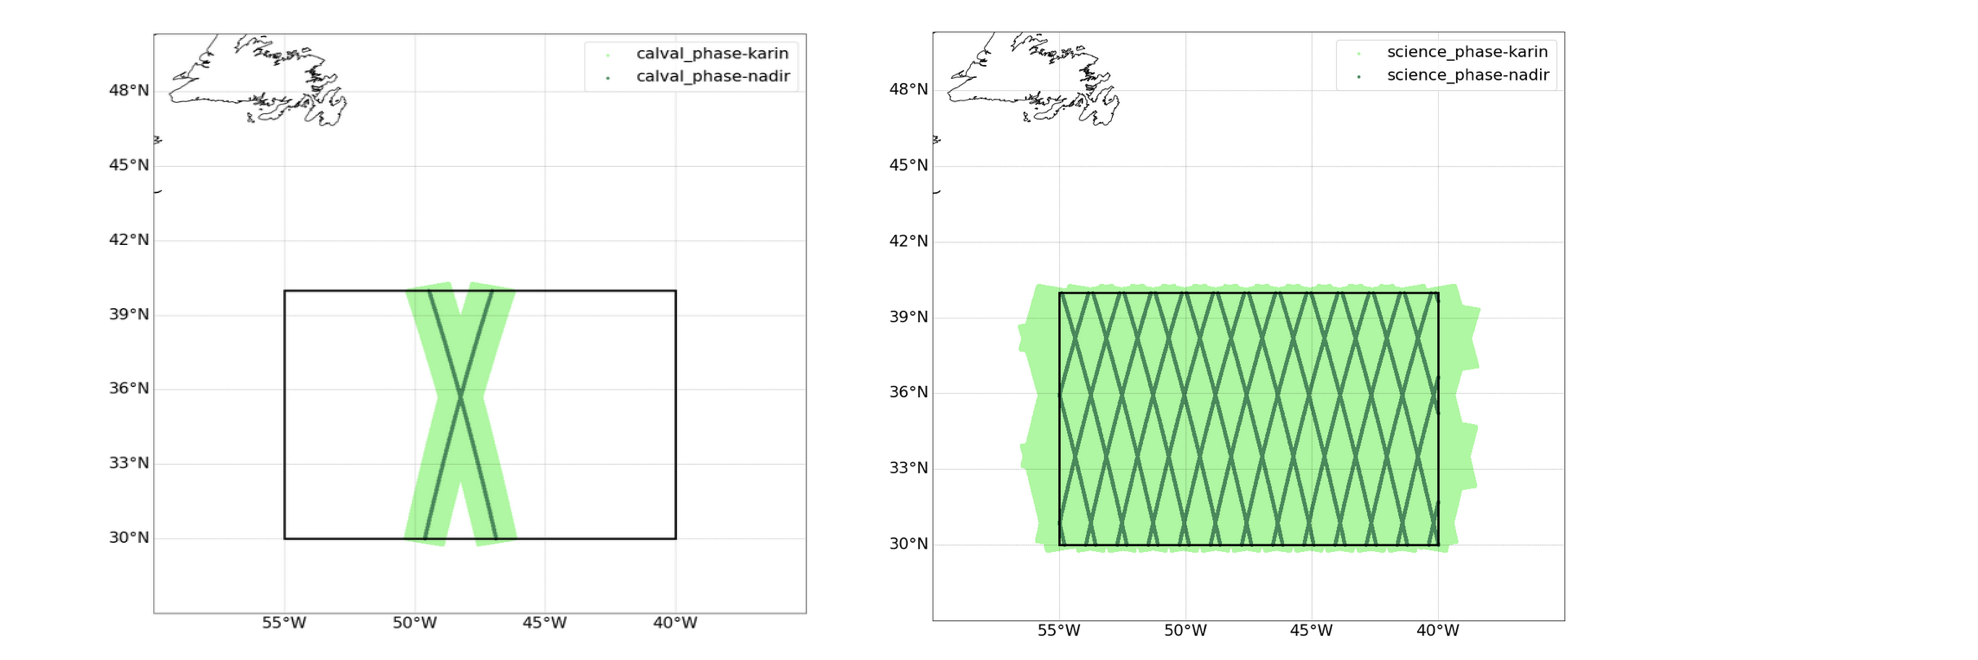 calval_phase-karin
calval_phase-nadir
48°N
45°N
42°N
39°N
36°N
33°N
30°N
55°W 50°W 45°W 40°W
science_phase-karin
science_phase-nadir
48°N
45°N
42°N
39°N
36°N
33°N
30°N
55°W 50°W 45°W 40°W